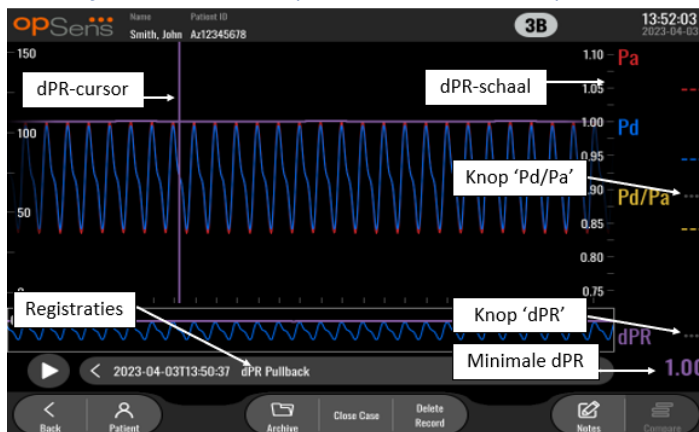 opSens
Name Patient ID
Smith, John Az12345678
3B
13:52:03
2023-04-03
150
100
50
0
1.10
1.05
1.00
0.95
.90
0.85
0.80
0.75
Pa
--
Pd
--
Pd/Pa
---
--
dPR
---
1.00
dPR-cursor
dPR-schaal
Knop ‘Pd/Pa’
Registraties
Knop ‘dPR’
Minimale dPR
< 2023-04-03T13:50:37 dPR Pullback
Back
Patient
Archive
Close Case
Delete
Record
Notes
Compare